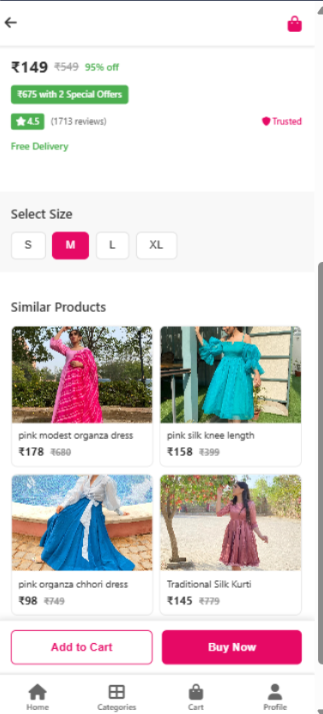 ₹149 ₹549 95% off
₹675 with 2 Special Offers
4.5 (1713 reviews) Trusted
Free Delivery
Select Size
S M L XL
Similar Products
pink modest organza dress pink silk knee length
₹178 ₹680 ₹158 ₹399
pink organza chhori dress Traditional Silk Kurti
₹98 ₹749 ₹145 ₹779
Add to Cart Buy Now
Home Categories Cart Profile